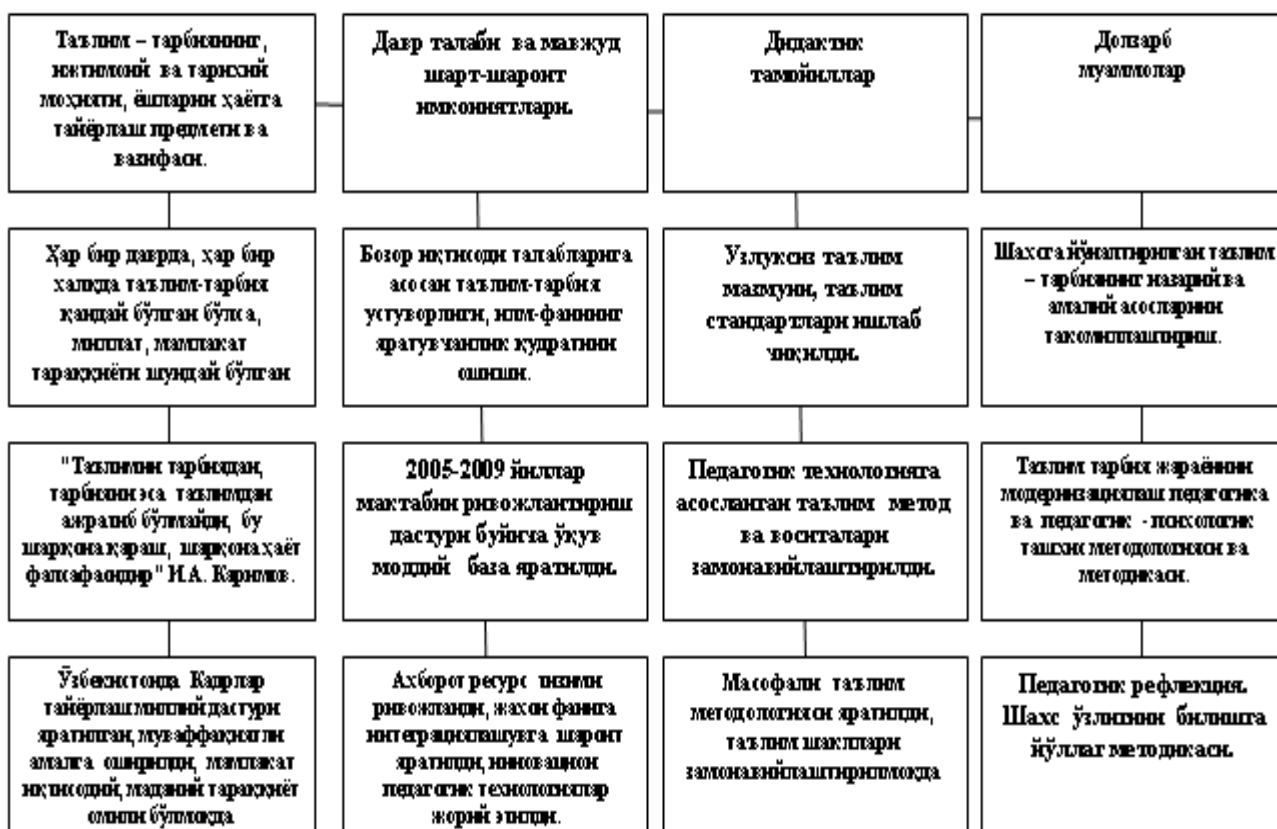 Таълим – тарбиянинг,
ижтимоий ва тарихий
моҳияти, ёшларни ҳаётга
тайёрлаш предмети ва
вазифаси.
Давр талаби ва мавжуд
шарт-шароит
имкониятлари.
Дидактик
тамойиллар
Долзарб
муаммолар
Ҳар бир даврда, ҳар бир
халқда таълим-тарбия
қандай бўлган бўлса,
миллат, мамлакат
тараққиёти шундай бўлган
Бозор иқтисоди талабларига
асосан таълим-тарбия
устуворлиги, илм-фаннинг
яратувчанлик қудратини
ошиши.
Узлуксиз таълим
мазмуни, таълим
стандартлари ишлаб
чиқилди.
Шахсга йўналтирилган таълим
– тарбиянинг назарий ва
амалий асосларини
такомиллаштириш.
"Таълимни тарбиядан,
тарбияни эса таълимдан
ажратиб бўлмайди, бу
шарқона қараш, шарқона ҳаёт
фалсафасидир" И.А. Каримов.
2005-2009 йиллар
мактабни ривожлантириш
дастури бўйича ўқув
моддий база яратилди.
Педагогик технологияга
асосланган таълим метод
ва воситалари
замонавийлаштирилди.
Таълим тарбия жараёнини
модернизациялаш педагогика
ва педагогик - психологик
ташхис методологияси ва
методикаси.
Ўзбекистонда Кадрлар
тайёрлаш миллий дастури
яратилган, муваффақиятли
амалга оширилди, мамлакат
иқтисодий, маданий тараққиёт
омили бўлмоқда
Ахборот ресурс тизими
ривожланди, жахон фанига
интеграциялашувга шароит
яратилди, инновацион
педагогик технологиялар
жорий этилди.
Масофали таълим
методологияси яратилди,
таълим шакллари
замонавийлаштирилмоқда
Педагогик рефлекция.
Шахс ўзлигини билишга
йўллаг методикаси.